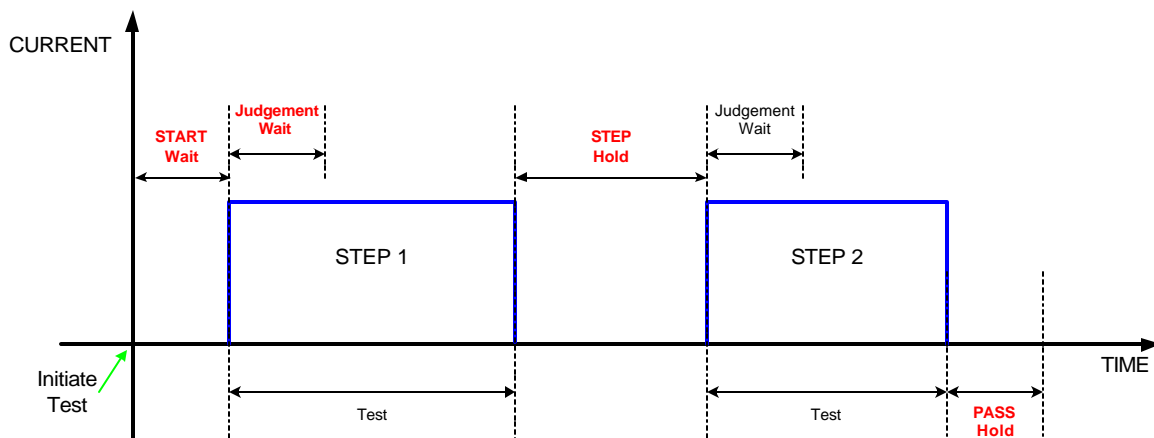 CURRENT
START
Wait
Judgement
Wait
STEP
Hold
Judgement
Wait
STEP 1
STEP 2
TIME
Initiate
Test
Test
Test
PASS
Hold